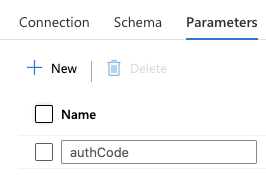 Connection Schema Parameters
New Delete
Name
authCode